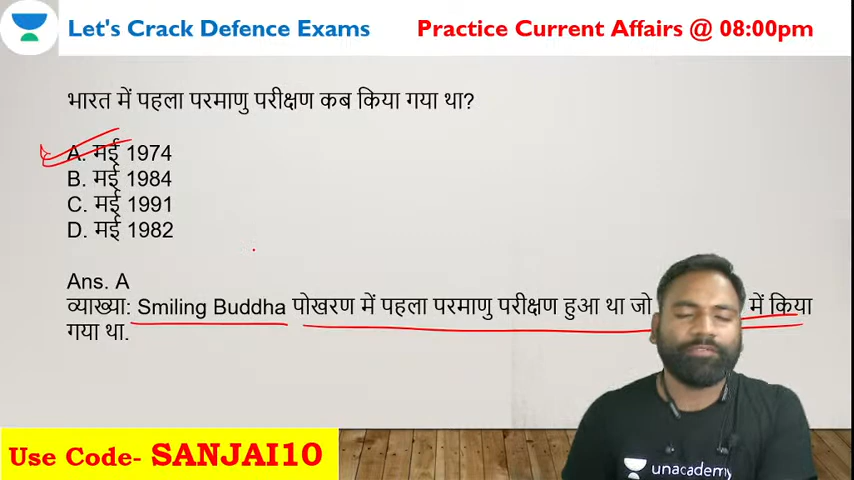 Let's Crack Defence Exams
Practice Current Affairs @ 08:00pm
भारत में पहला परमाणु परीक्षण कब किया गया था?
A. मई 1974
B. मई 1984
C. मई 1991
D. मई 1982
Ans. A
व्याख्या: Smiling Buddha पोखरण में पहला परमाणु परीक्षण हुआ था जो में किया
गया था.
Use Code- SANJAI10
unacademy